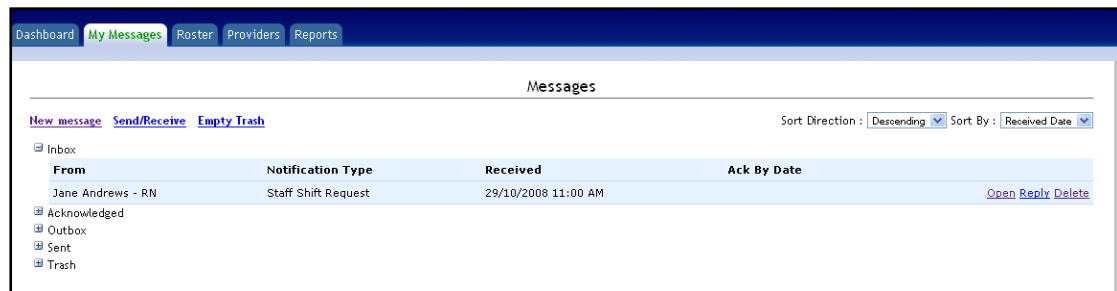 Dashboard My Messages Roster Providers Reports
Messages
New message Send/Receive Empty Trash Sort Direction : Descending Sort By : Received Date
Inbox
From Notification Type Received Ack By Date
Jane Andrews - RN Staff Shift Request 29/10/2008 11:00 AM Open Reply Delete
Acknowledged
Outbox
Sent
Trash